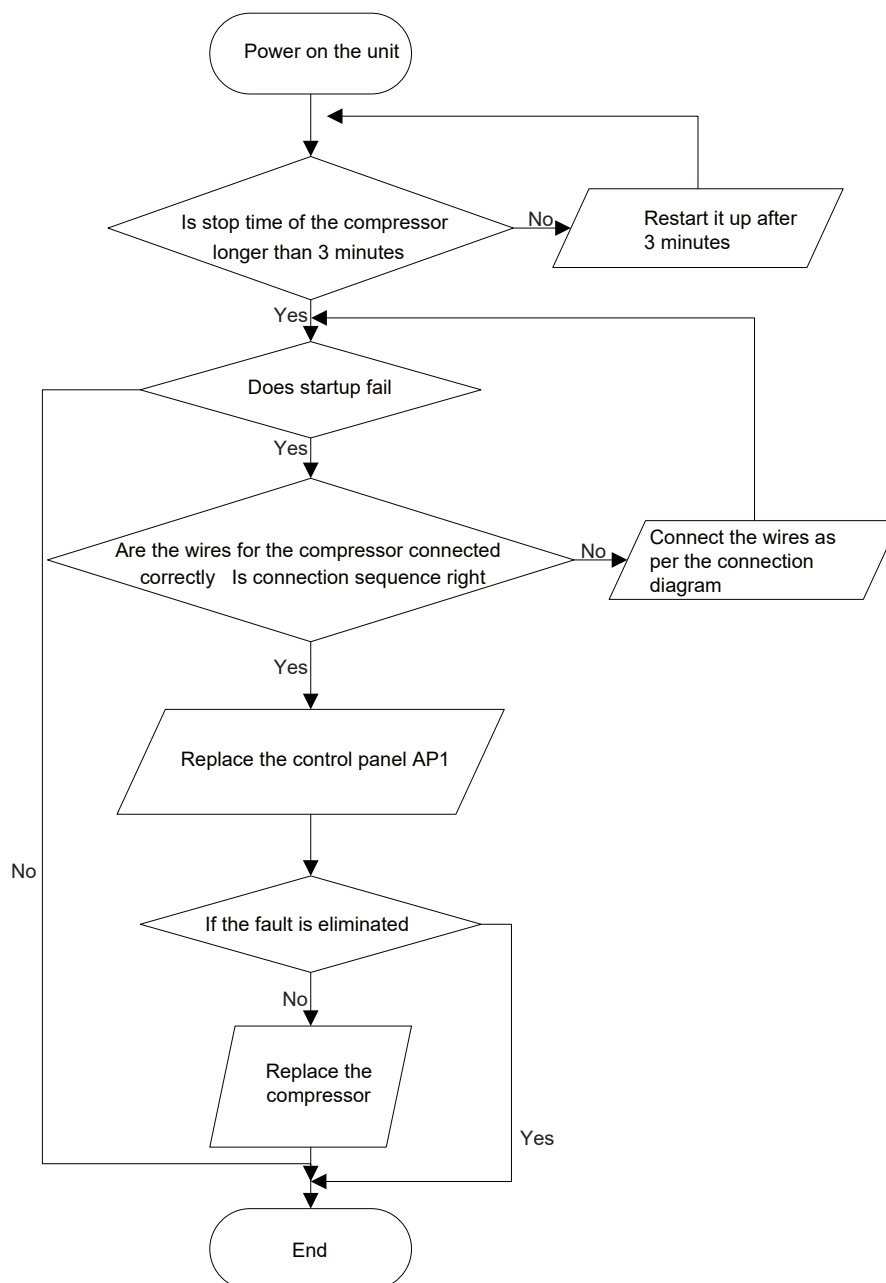 Power on the unit
Is stop time of the compressor
longer than 3 minutes
No
Restart it up after
3 minutes
Yes
Does startup fail
Yes
Are the wires for the compressor connected
correctly   Is connection sequence right
No
Connect the wires as
per the connection
diagram
Yes
Replace the control panel AP1
No
If the fault is eliminated
No
Replace the
compressor
Yes
End